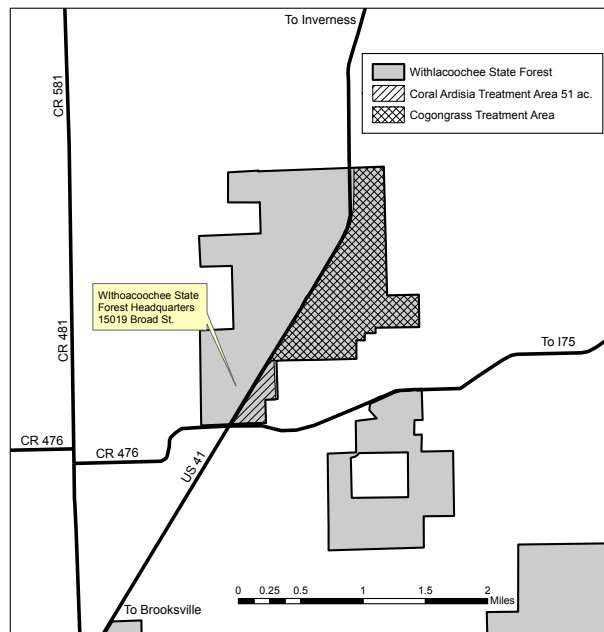 To Inverness
CR 581
Withlacoochee State Forest
Coral Ardisia Treatment Area 51 ac.
Cogongrass Treatment Area
WIthoacoochee State
Forest Headquarters
15019 Broad St.
CR 481
To I75
CR 476
CR 476
US 41
0 0.25 0.5 1 1.5 2
Miles
To Brooksville